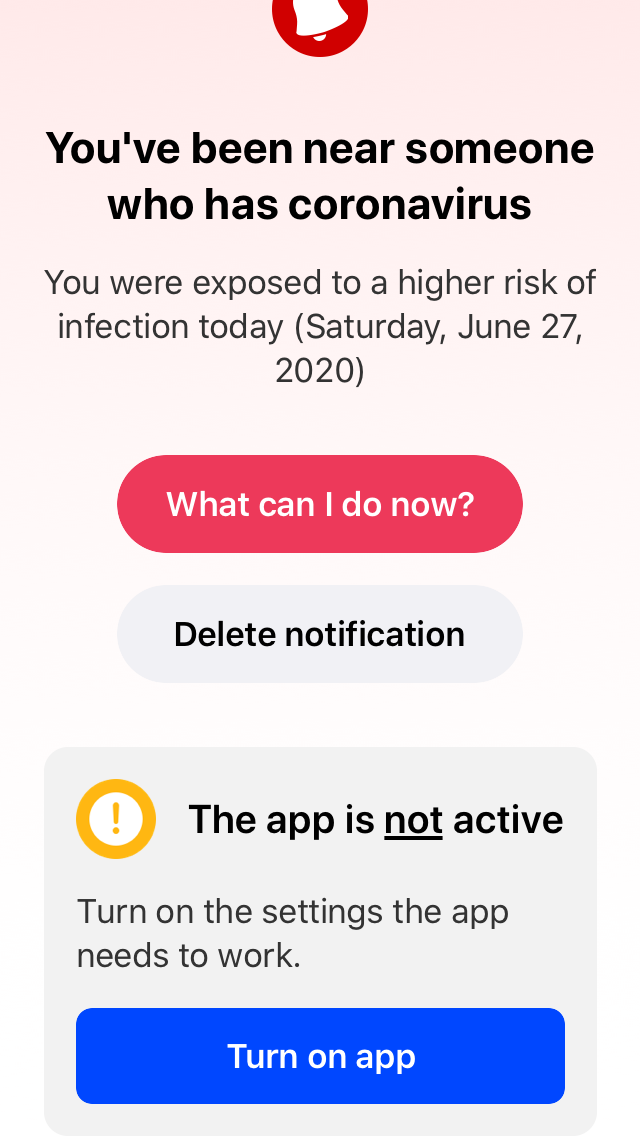 You've been near someone
who has coronavirus
You were exposed to a higher risk of
infection today (Saturday, June 27,
2020)
What can I do now?
Delete notification
The app is not active
Turn on the settings the app
needs to work.
Turn on app